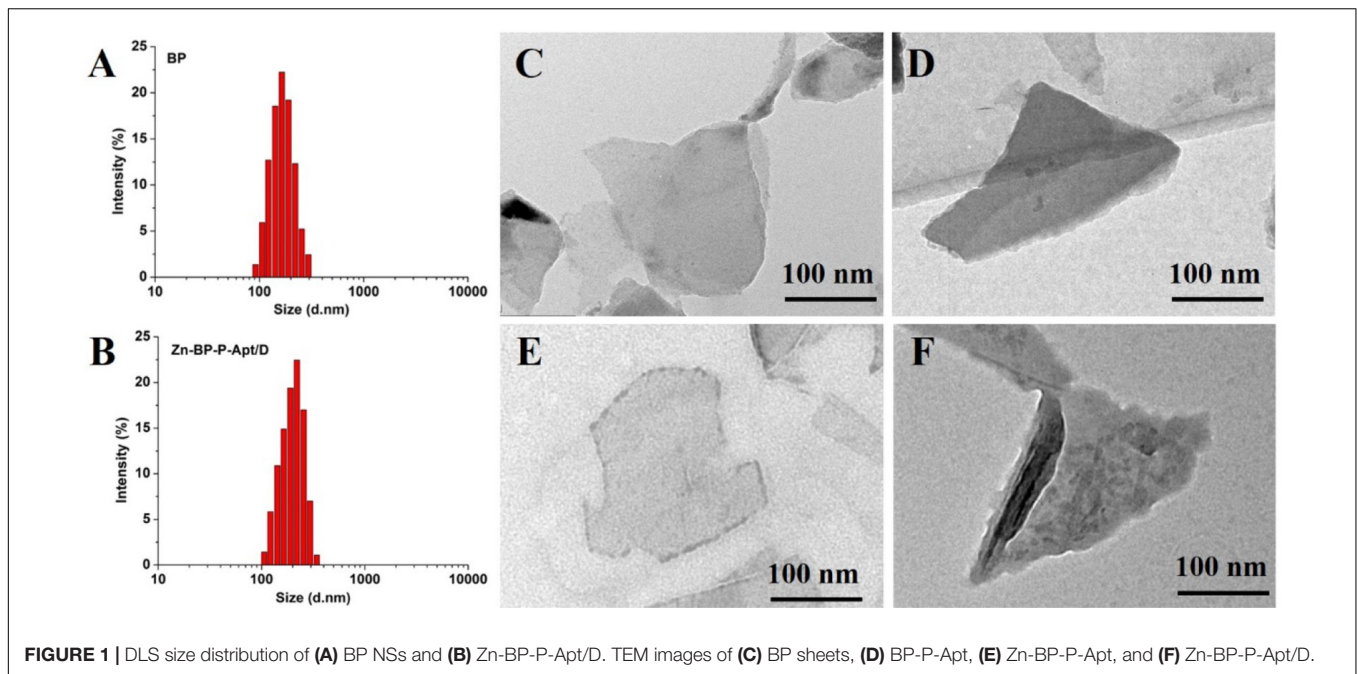 A
BP
25
20
15
10
5
0
Intensity (%)
10 100 1000 10000
Size (d.nm)
B
Zn-BP-P-Apt/D
25
20
15
10
5
0
Intensity (%)
10 100 1000 10000
Size (d.nm)
C
100 nm
D
100 nm
E
100 nm
F
100 nm
FIGURE 1 | DLS size distribution of (A) BP NSs and (B) Zn-BP-P-Apt/D. TEM images of (C) BP sheets, (D) BP-P-Apt, (E) Zn-BP-P-Apt, and (F) Zn-BP-P-Apt/D.